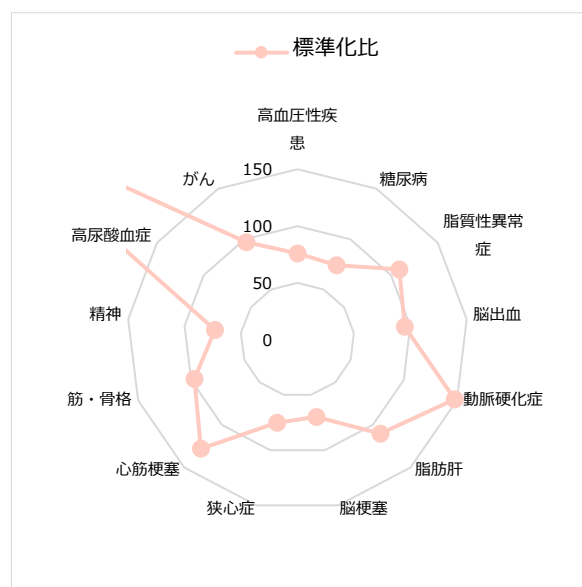 標準化比
高血圧性疾
患
糖尿病
脂質性異常
症
脳出血
動脈硬化症
脂肪肝
脳梗塞
狭心症
心筋梗塞
筋・骨格
精神
高尿酸血症
がん
150
100
50
0